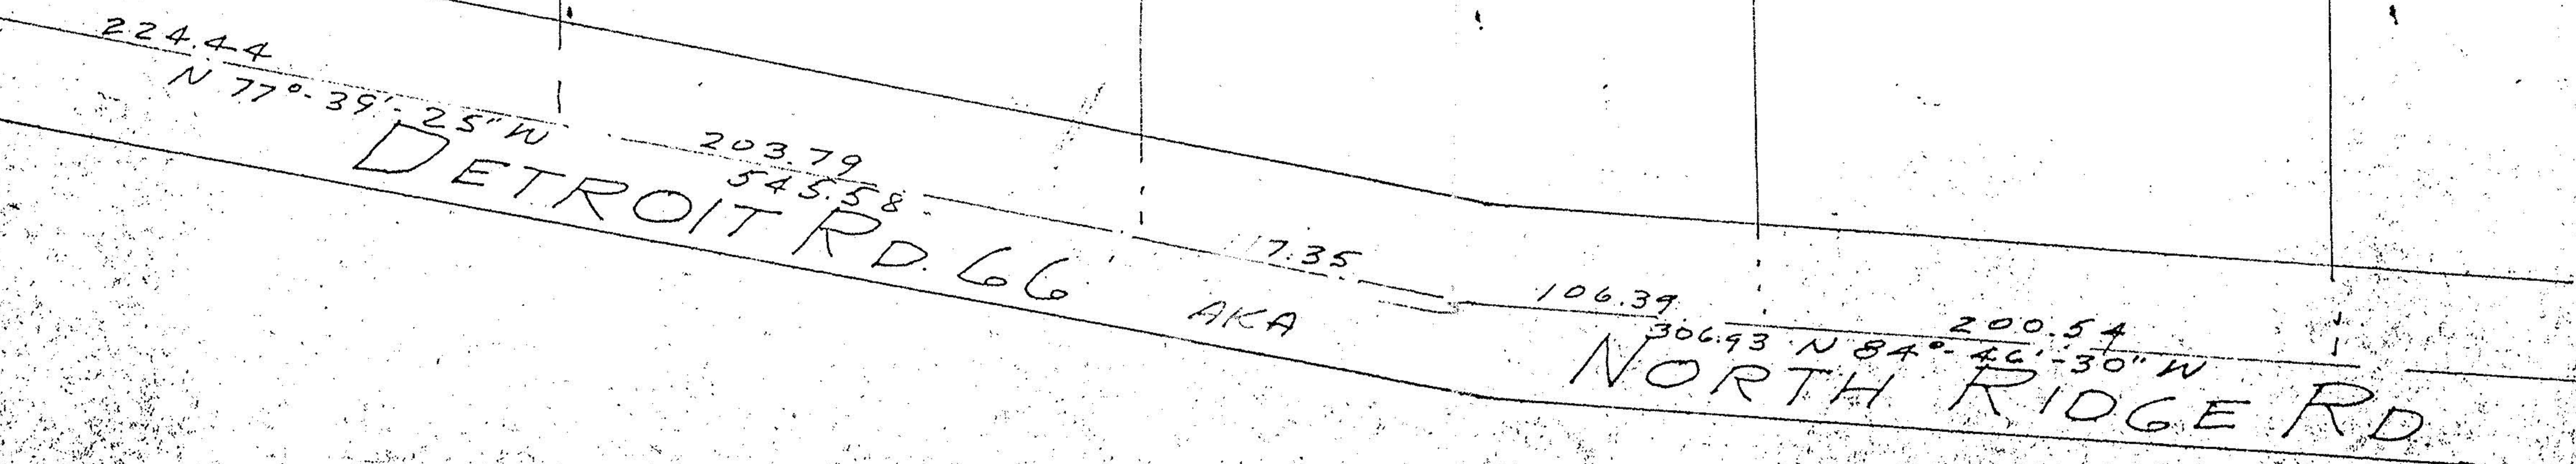 224.44
N 77°-39'-25" W
203.79
545.58
DETROIT RD. 66'
117.35
AKA
106.39
200.54
306.93 N 84°-46'-30" W
NORTH RIDGE RD.